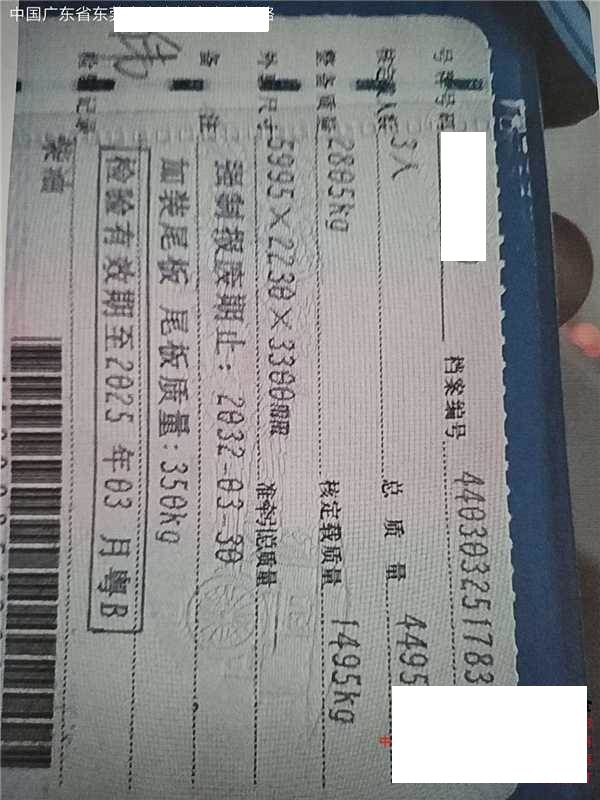 中国广东省东莞
号牌号码
档案编号 440303251783
核定载人数 3人 总质量 4495
整备质量 2805kg 核定载质量 1495kg
外廓尺寸 5995×2230×3300mm 准牵引总质量
备注 强制报废期止：2032-03-30
加装尾板 尾板质量:350kg
检验记录 检验有效期至2025年03月粤B
柴油